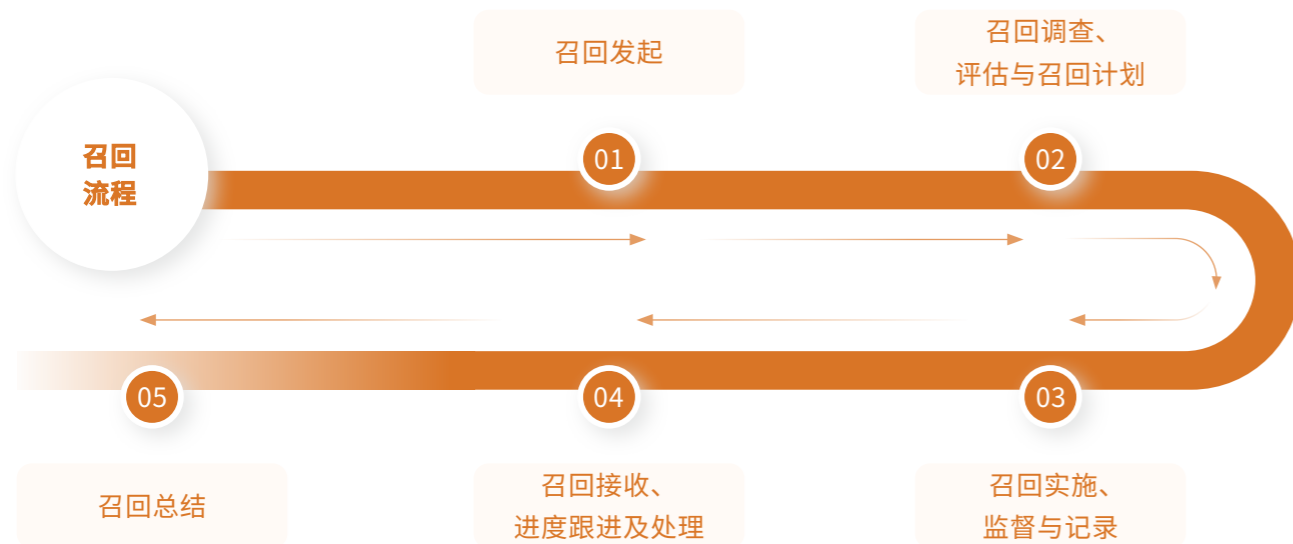 召回
流程
召回发起
召回调查、
评估与召回计划
01
02
03
04
05
召回实施、
监督与记录
召回接收、
进度跟进及处理
召回总结